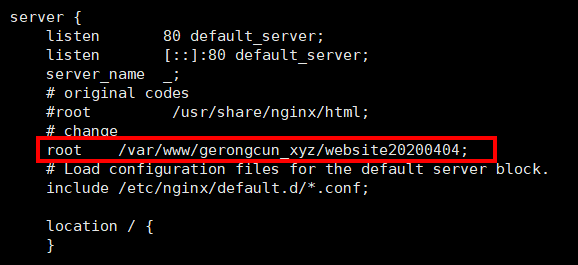 server {
    listen       80 default_server;
    listen       [::]:80 default_server;
    server_name  _;
    # original codes
    #root         /usr/share/nginx/html;
    # change
    root    /var/www/gerongcun_xyz/website20200404;
    # Load configuration files for the default server block.
    include /etc/nginx/default.d/*.conf;

    location / {
    }